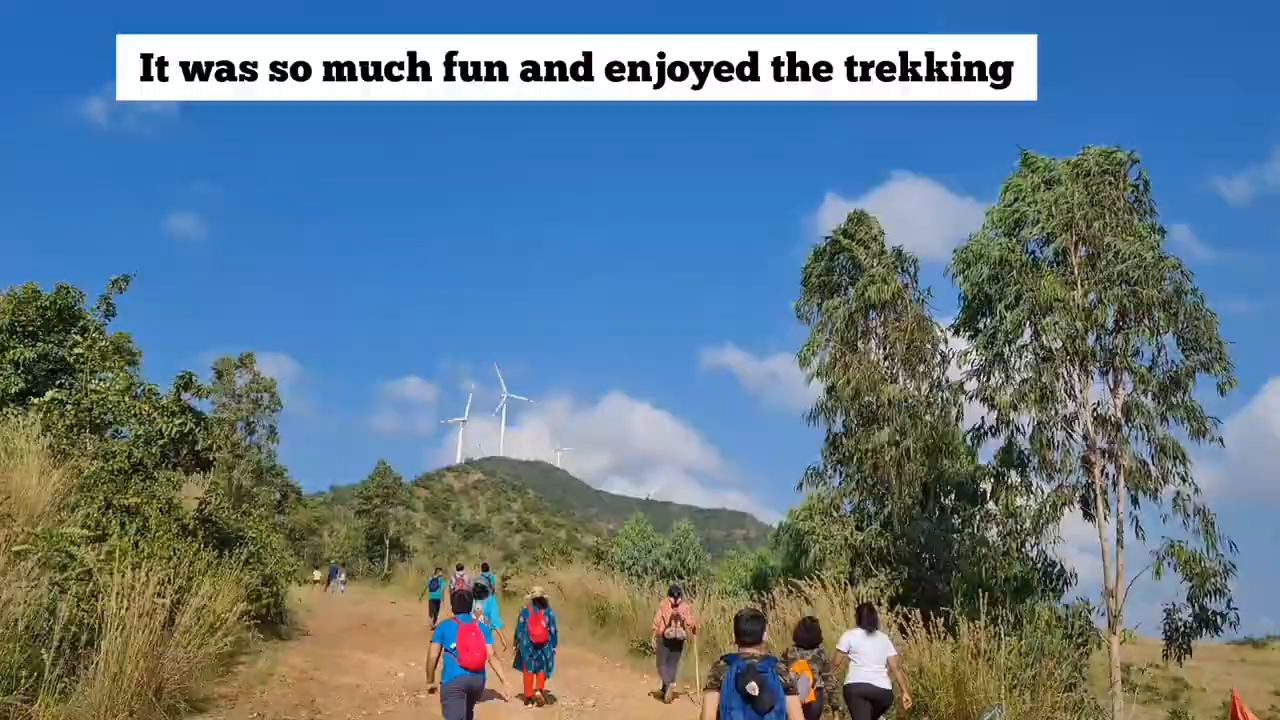 It was so much fun and enjoyed the trekking